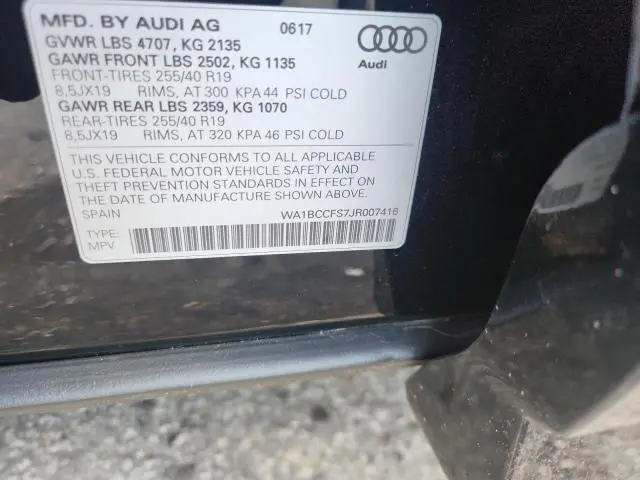 MFD. BY AUDI AG 0617
GVWR LBS 4707, KG 2135
GAWR FRONT LBS 2502, KG 1135
FRONT-TIRES 255/40 R19
8,5JX19 RIMS, AT 300 KPA 44 PSI COLD
GAWR REAR LBS 2359, KG 1070
REAR-TIRES 255/40 R19
8,5JX19 RIMS, AT 320 KPA 46 PSI COLD
Audi
THIS VEHICLE CONFORMS TO ALL APPLICABLE
U.S. FEDERAL MOTOR VEHICLE SAFETY AND
THEFT PREVENTION STANDARDS IN EFFECT ON
THE DATE OF MANUFACTURE SHOWN ABOVE.
SPAIN WA1BCCFS7JR007416
TYPE:
MPV